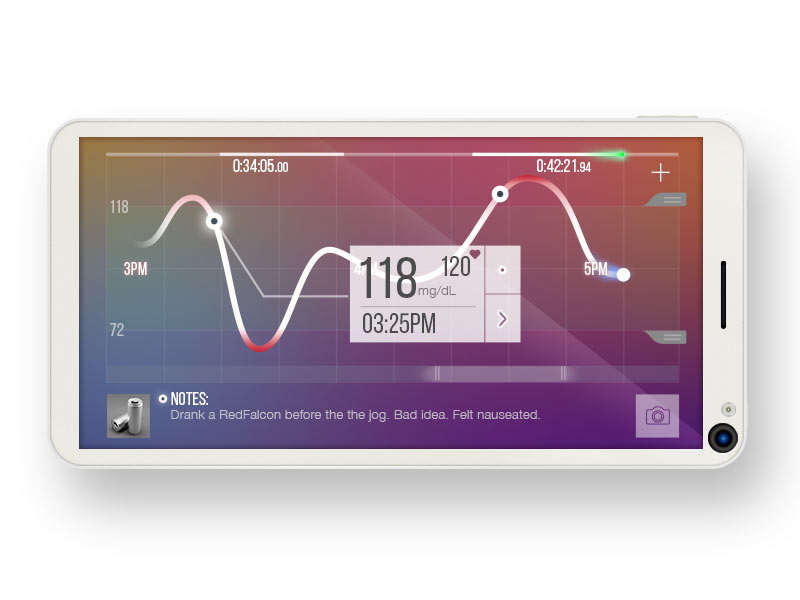 0:34:05.00
0:42:21.94
118
3PM
4PM
5PM
118
120
mg/dL
03:25PM
72
NOTES:
Drank a RedFalcon before the the jog. Bad idea. Felt nauseated.